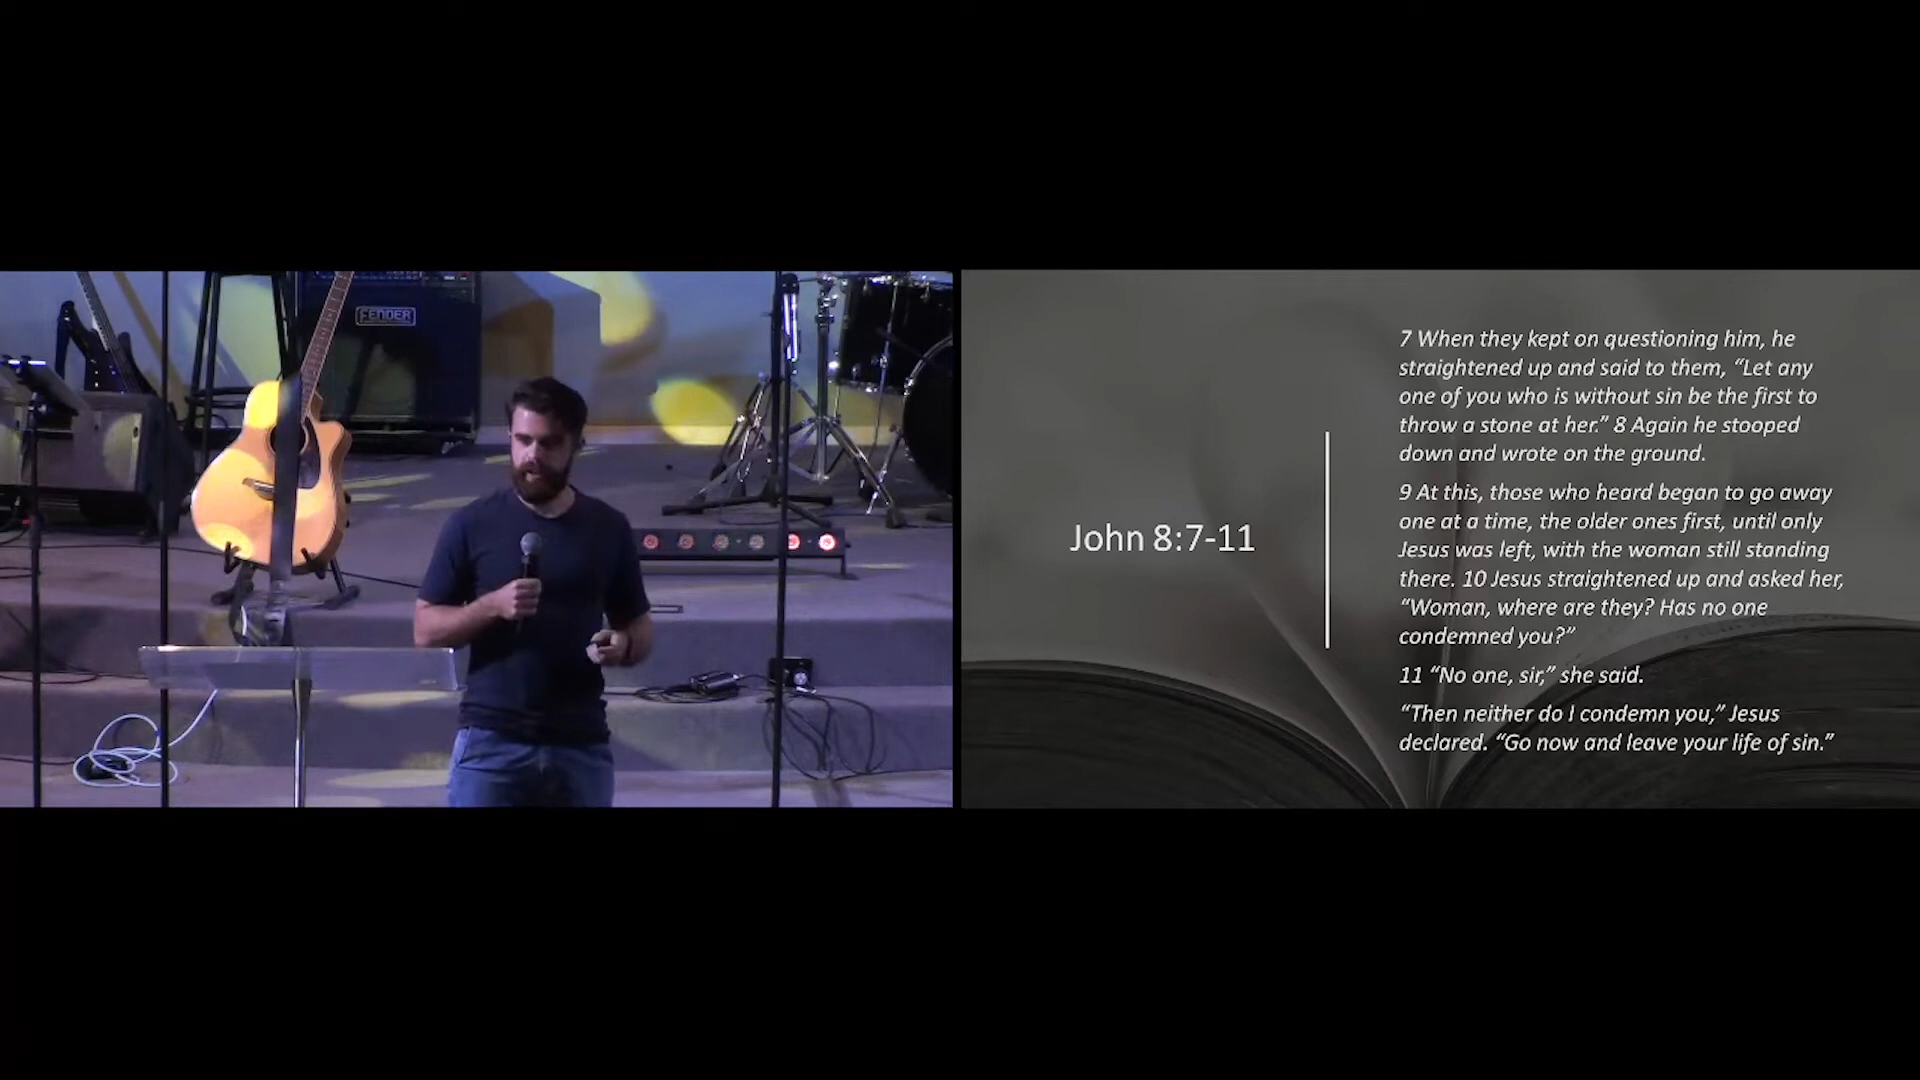 FENDER
John 8:7-11
7 When they kept on questioning him, he
straightened up and said to them, “Let any
one of you who is without sin be the first to
throw a stone at her.” 8 Again he stooped
down and wrote on the ground.
9 At this, those who heard began to go away
one at a time, the older ones first, until only
Jesus was left, with the woman still standing
there. 10 Jesus straightened up and asked her,
“Woman, where are they? Has no one
condemned you?”
11 “No one, sir,” she said.
“Then neither do I condemn you,” Jesus
declared. “Go now and leave your life of sin.”